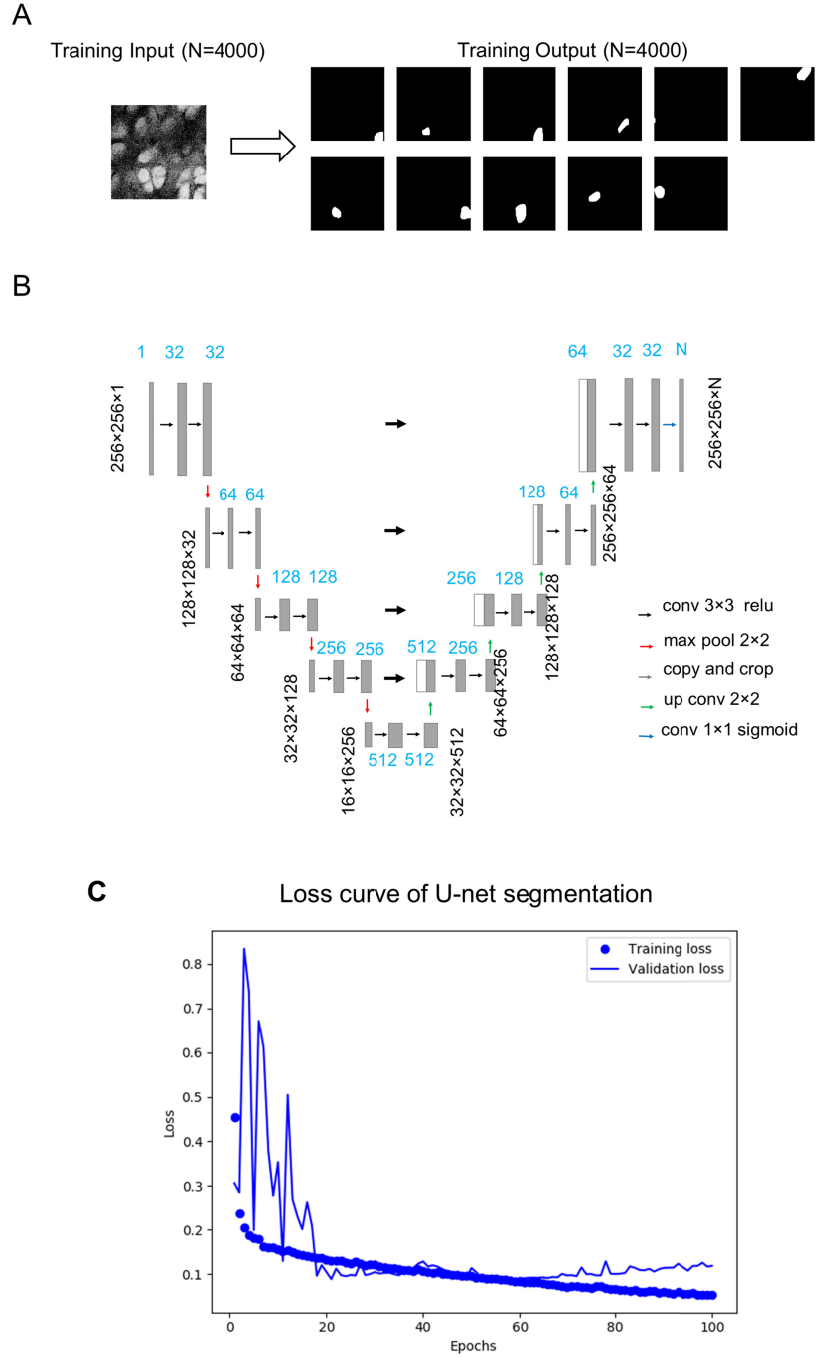 A
Training Input (N=4000)
Training Output (N=4000)
B
1 32 32
64 32 32 N
256×256×1
256×256×N
64 64
128 64
128×128×32
256×256×64
128 128
256 128
64×64×64
128×128×128
256 256
512 256
32×32×128
64×64×256
16×16×256
512 512
32×32×512
conv 3×3 relu
max pool 2×2
copy and crop
up conv 2×2
conv 1×1 sigmoid
C
Loss curve of U-net segmentation
Training loss
Validation loss
0.8
0.7
0.6
0.5
0.4
0.3
0.2
0.1
Loss
0 20 40 60 80 100
Epochs